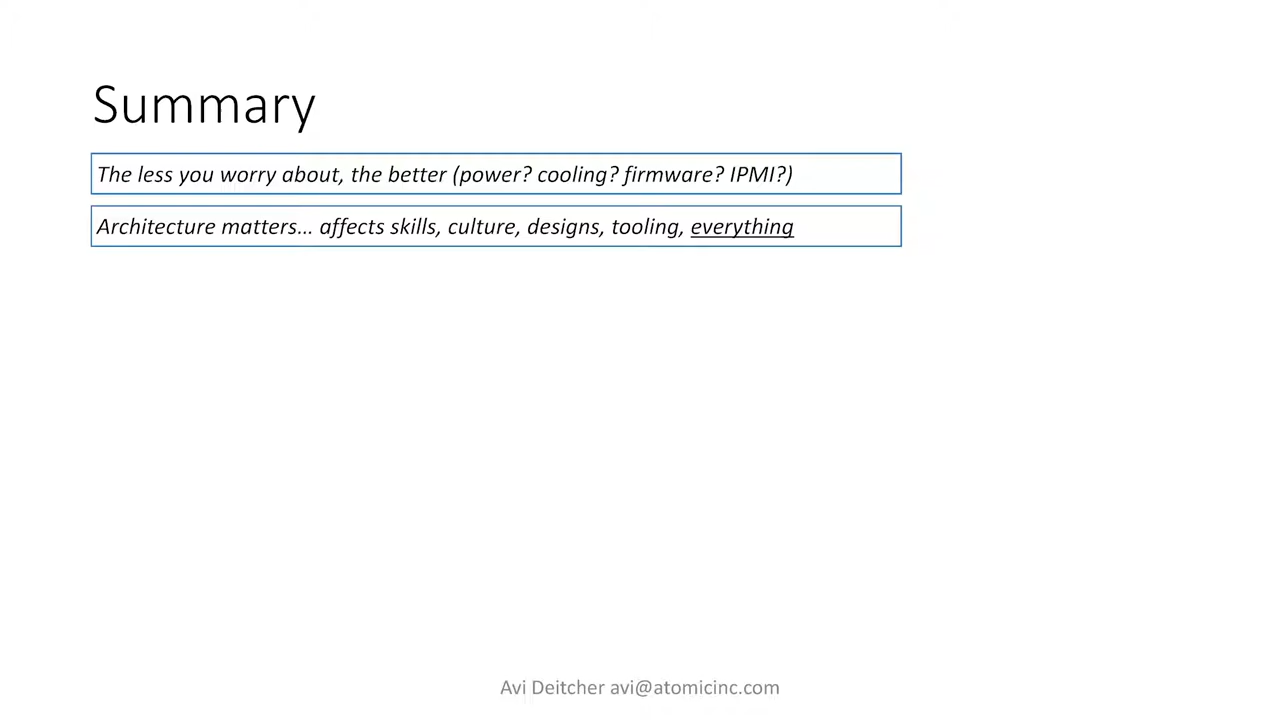 Summary
The less you worry about, the better (power? cooling? firmware? IPMI?)
Architecture matters... affects skills, culture, designs, tooling, everything
Avi Deitcher avi@atomicinc.com